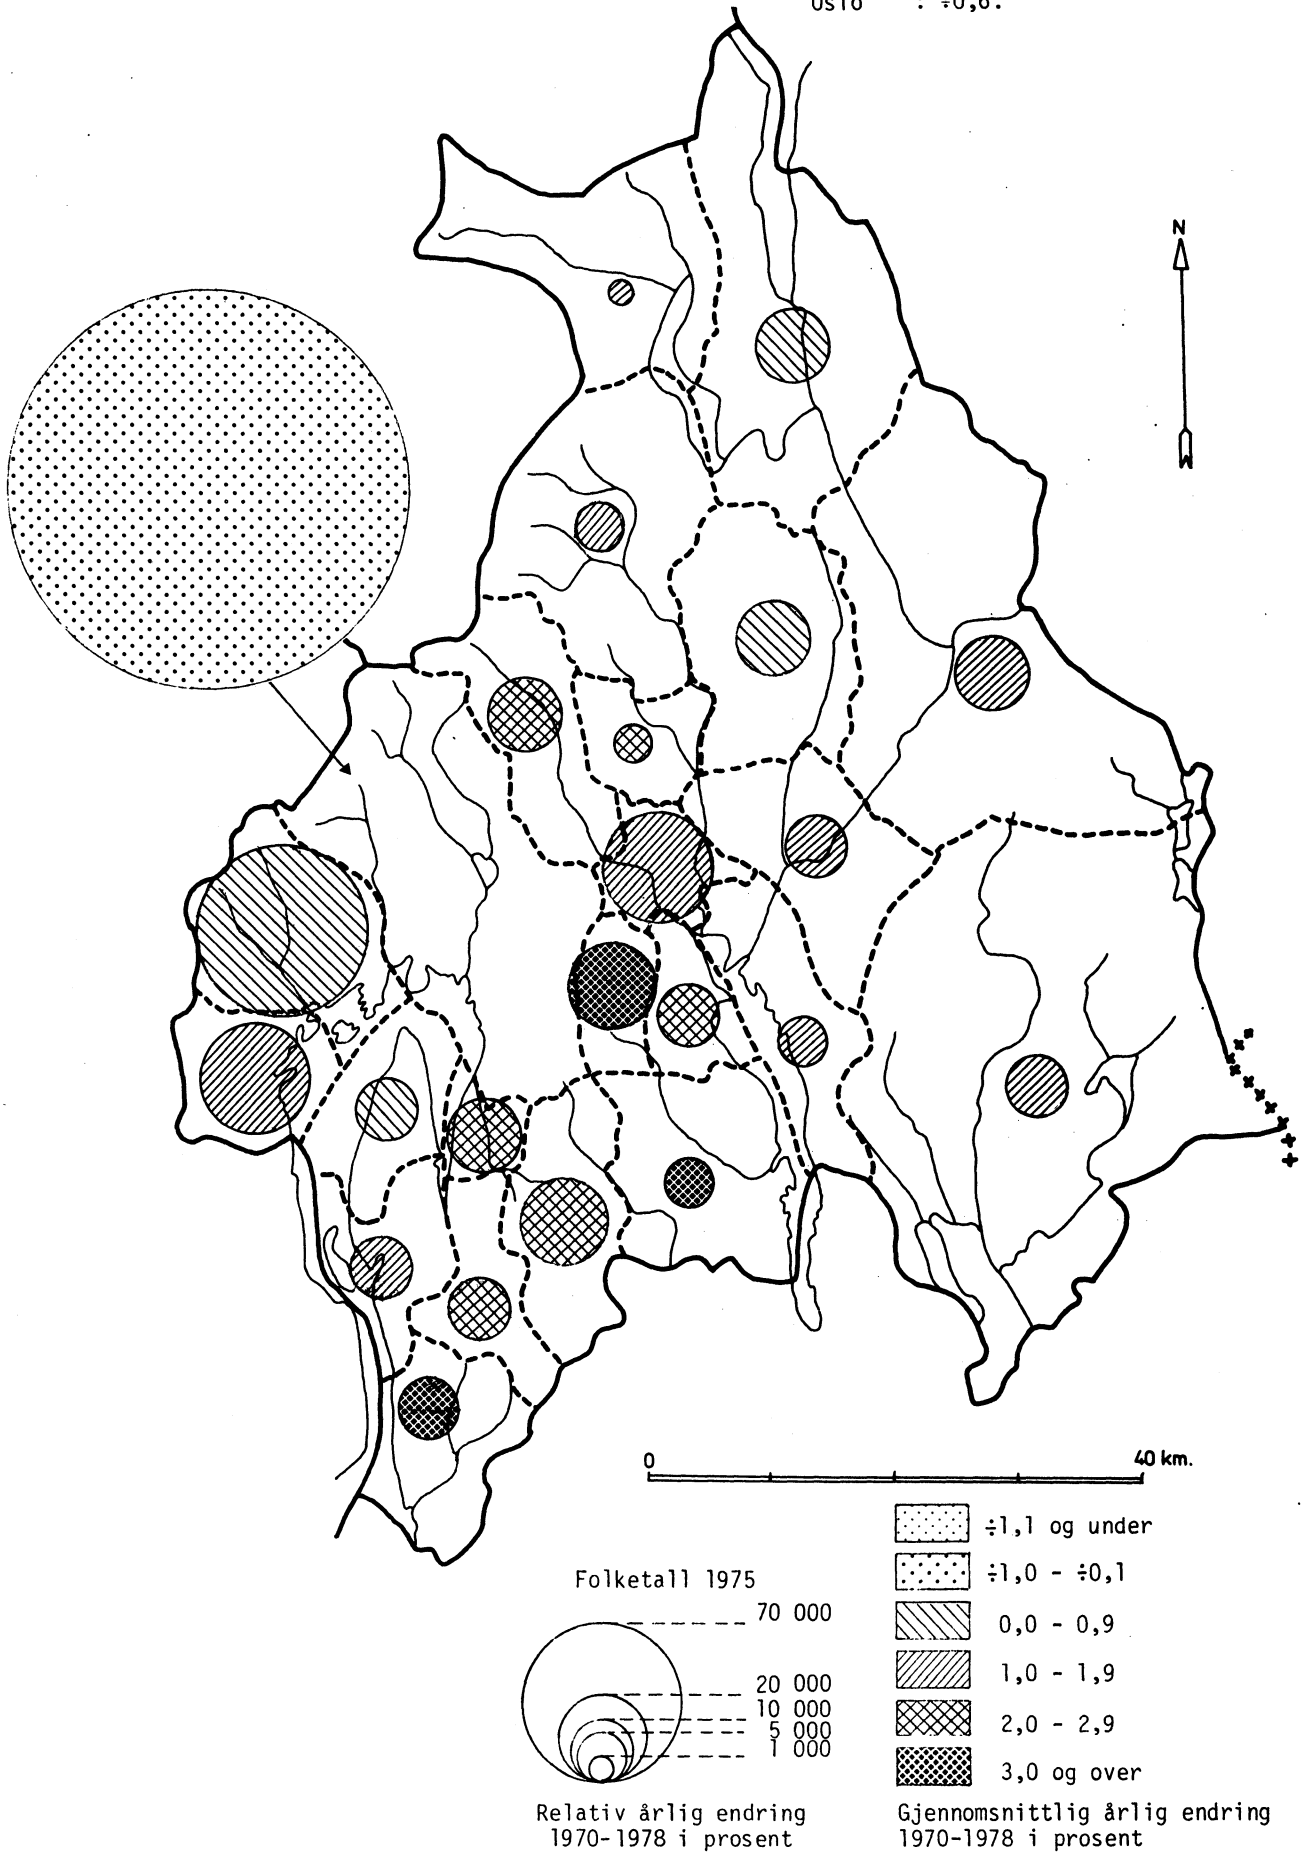 Oslo : ÷0,6.
N
0 40 km.
÷1,1 og under
÷1,0 - ÷0,1
0,0 - 0,9
1,0 - 1,9
2,0 - 2,9
3,0 og over
Gjennomsnittlig årlig endring
1970-1978 i prosent
Folketall 1975
70 000
20 000
10 000
5 000
1 000
Relativ årlig endring
1970-1978 i prosent